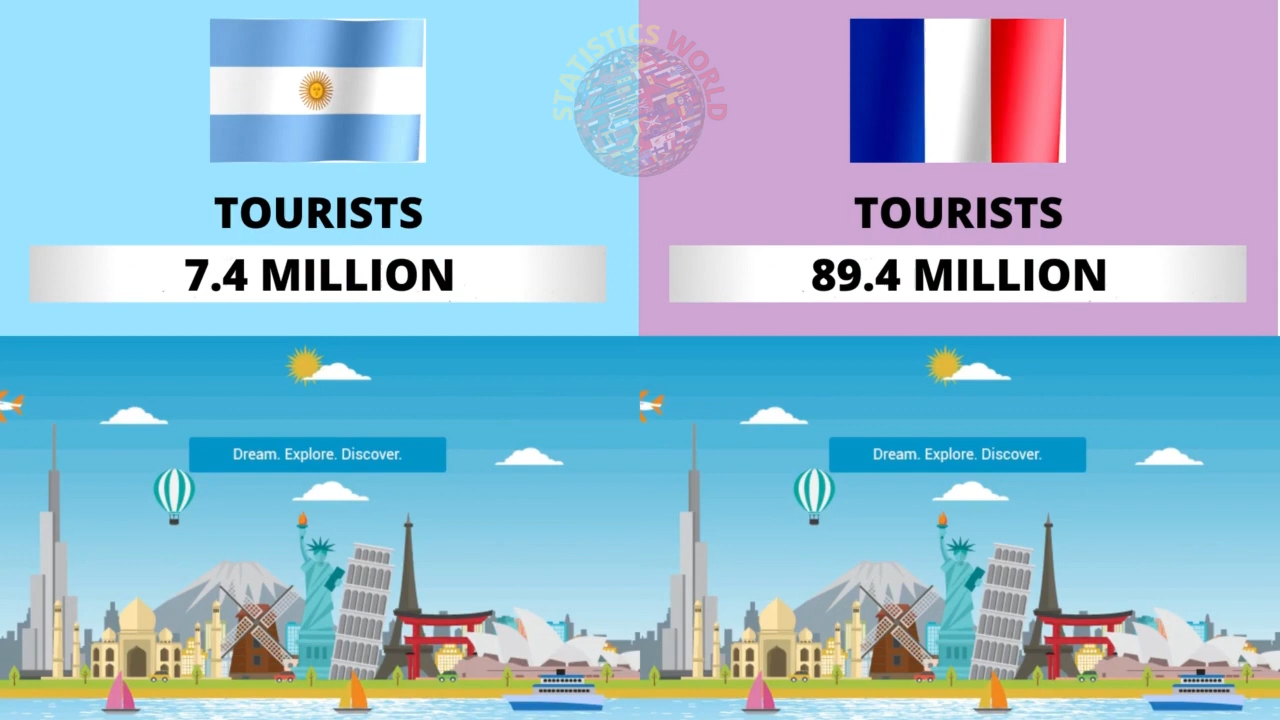 STATISTICS WORLD
TOURISTS
7.4 MILLION
TOURISTS
89.4 MILLION
Dream. Explore. Discover.
Dream. Explore. Discover.